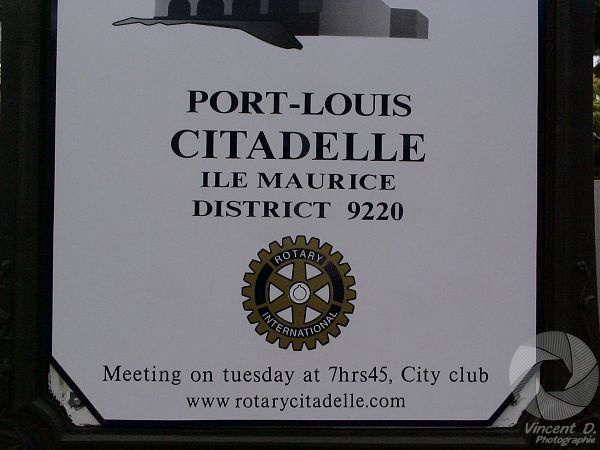 PORT-LOUIS
CITADELLE
ILE MAURICE
DISTRICT 9220
ROTARY
INTERNATIONAL
Meeting on tuesday at 7hrs45, City club
www.rotarycitadelle.com
Vincent D.
Photographie